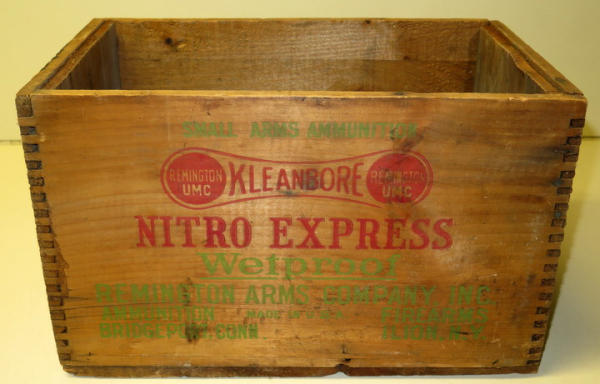 SMALL ARMS AMMUNITION
REMINGTON UMC KLEANBORE REMINGTON UMC
NITRO EXPRESS
Wetproof
REMINGTON ARMS COMPANY, INC.
AMMUNITION MADE IN U.S.A. FIREARMS
BRIDGEPORT, CONN ILION, N.Y.